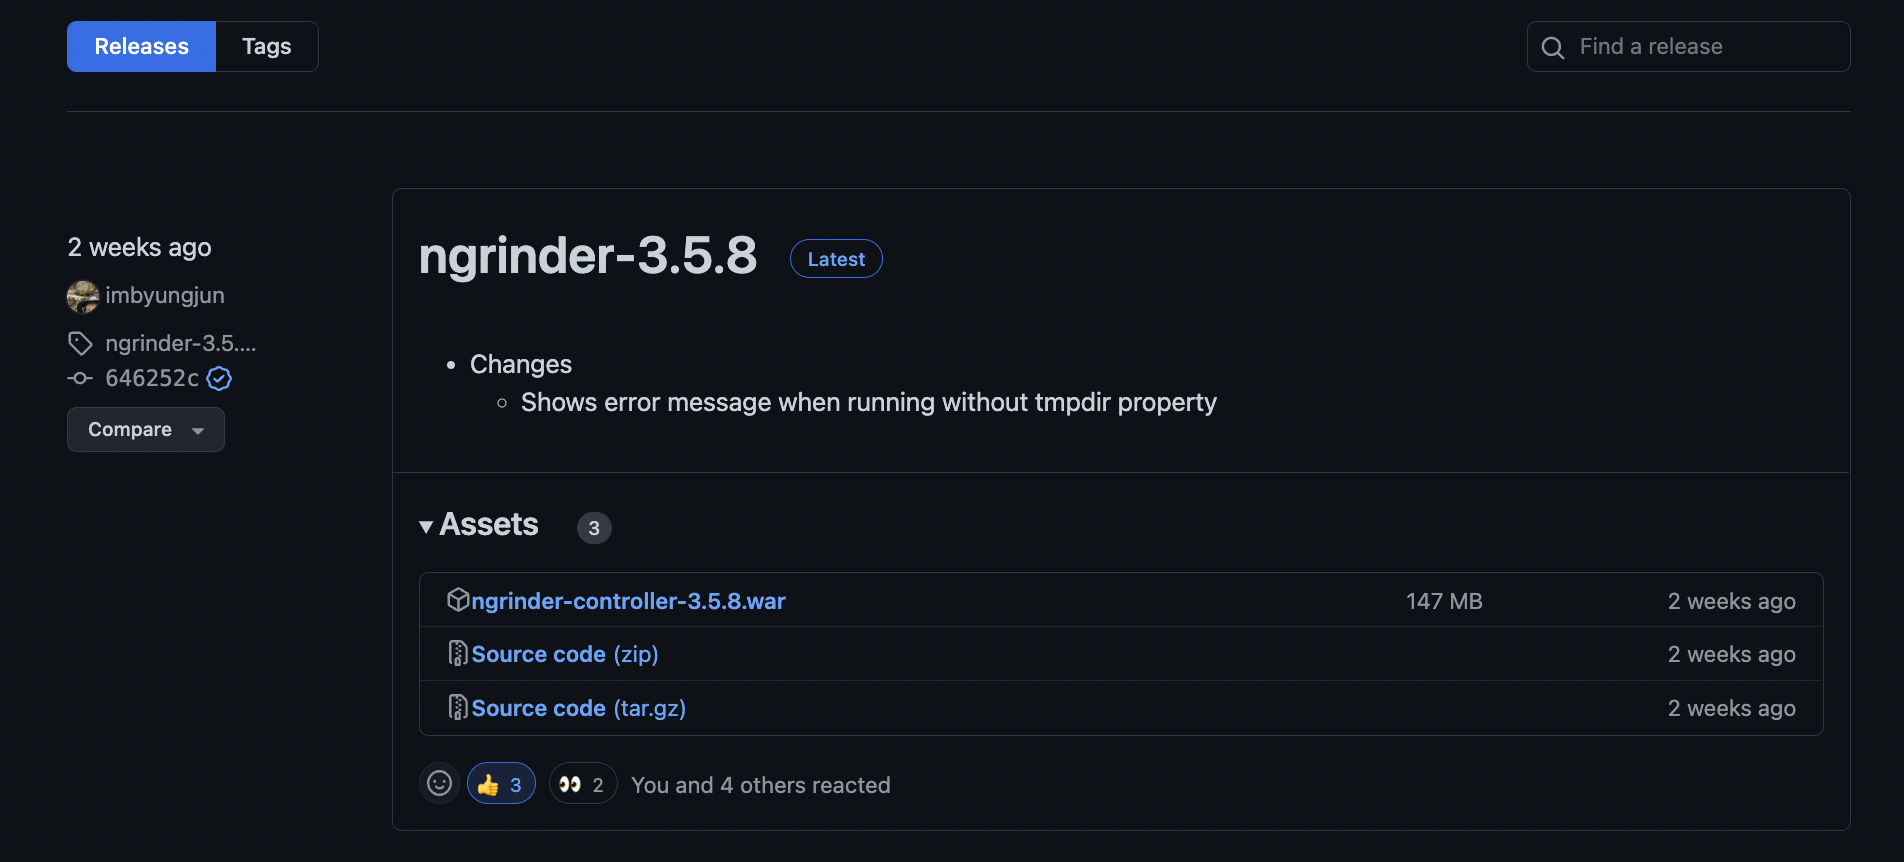 Releases Tags Find a release
2 weeks ago
imbyungjun
ngrinder-3.5....
646252c
Compare
ngrinder-3.5.8 Latest
Changes
Shows error message when running without tmpdir property
Assets 3
ngrinder-controller-3.5.8.war 147 MB 2 weeks ago
Source code (zip) 2 weeks ago
Source code (tar.gz) 2 weeks ago
3 2 You and 4 others reacted